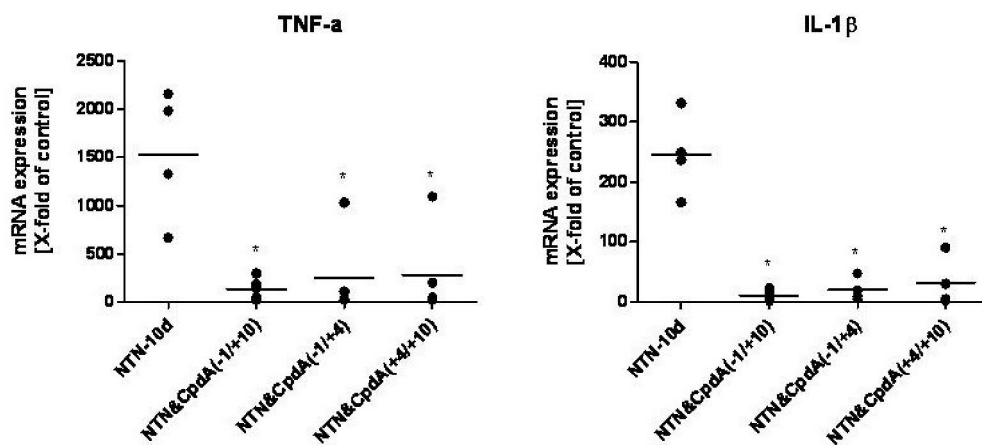 TNF-a
mRNA expression
[X-fold of control]
2500
2000
1500
1000
500
0
*
*
*
NTN-10d
NTN&CpdA(-1/+10)
NTN&CpdA(-1/+4)
NTN&CpdA(+4/+10)
IL-1β
mRNA expression
[X-fold of control]
400
300
200
100
0
*
*
*
NTN-10d
NTN&CpdA(-1/+10)
NTN&CpdA(-1/+4)
NTN&CpdA(+4/+10)